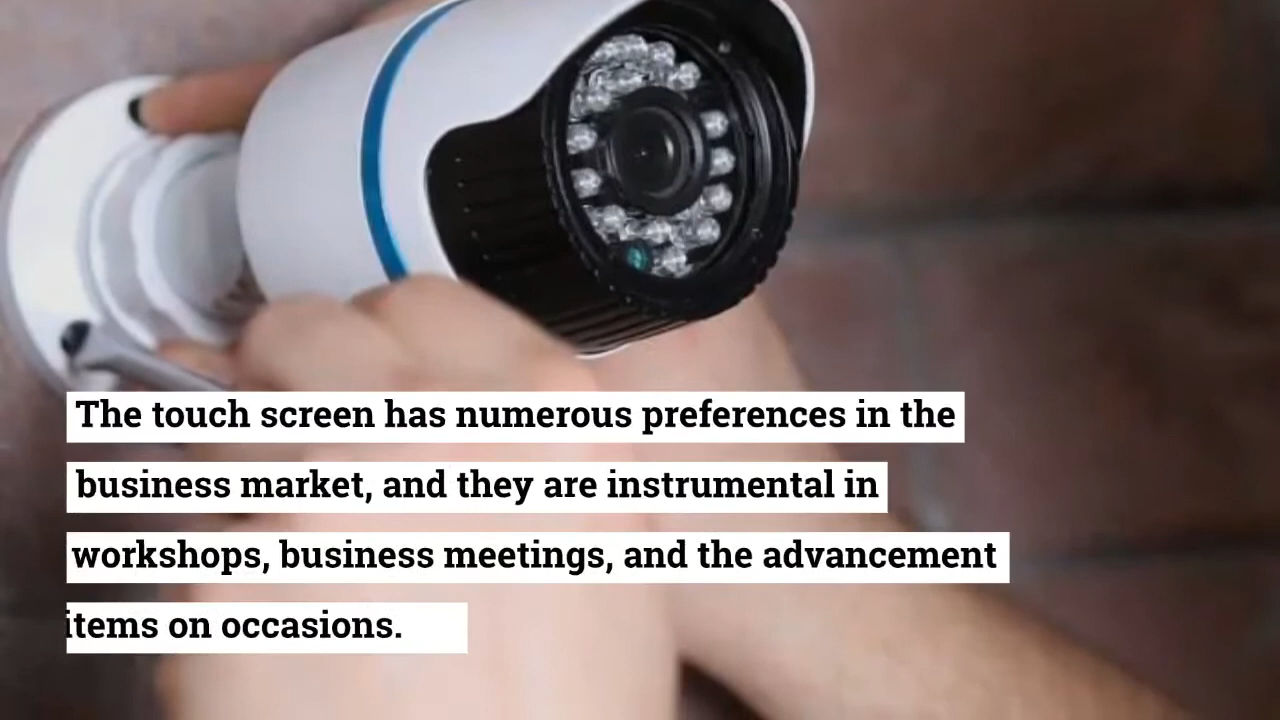 The touch screen has numerous preferences in the
business market, and they are instrumental in
workshops, business meetings, and the advancement
items on occasions.